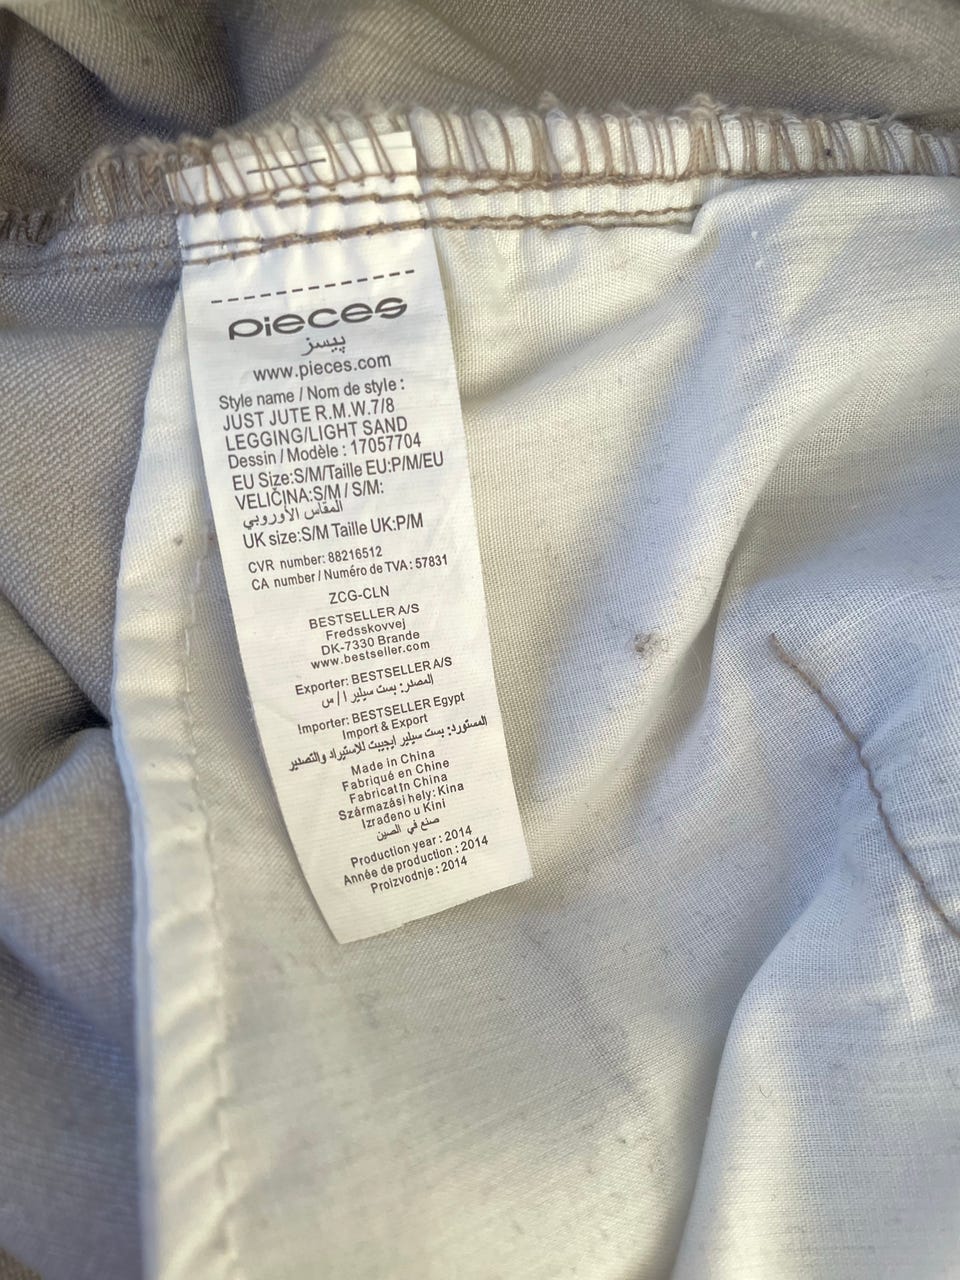 pieces
پيسز
www.pieces.com
Style name / Nom de style :
JUST JUTE R.M.W.7/8
LEGGING/LIGHT SAND
Dessin / Modèle : 17057704
EU Size:S/M/Taille EU:P/M/EU
VELIČINA:S/M / S/M:
المقاس الأوروبي
UK size:S/M Taille UK:P/M
CVR number: 88216512
CA number / Numéro de TVA : 57831
ZCG-CLN
BESTSELLER A/S
Fredsskovvej
DK-7330 Brande
www.bestseller.com
Exporter: BESTSELLER A/S
المصدر: بست سيلير ا / س
Importer: BESTSELLER Egypt
Import & Export
المستورد: بست سيلير ايجيبت للاستيراد والتصدير
Made in China
Fabriqué en Chine
Fabricat în China
Származási hely: Kína
Izrađeno u Kini
صنع في الصين
Production year : 2014
Année de production : 2014
Proizvodnje : 2014